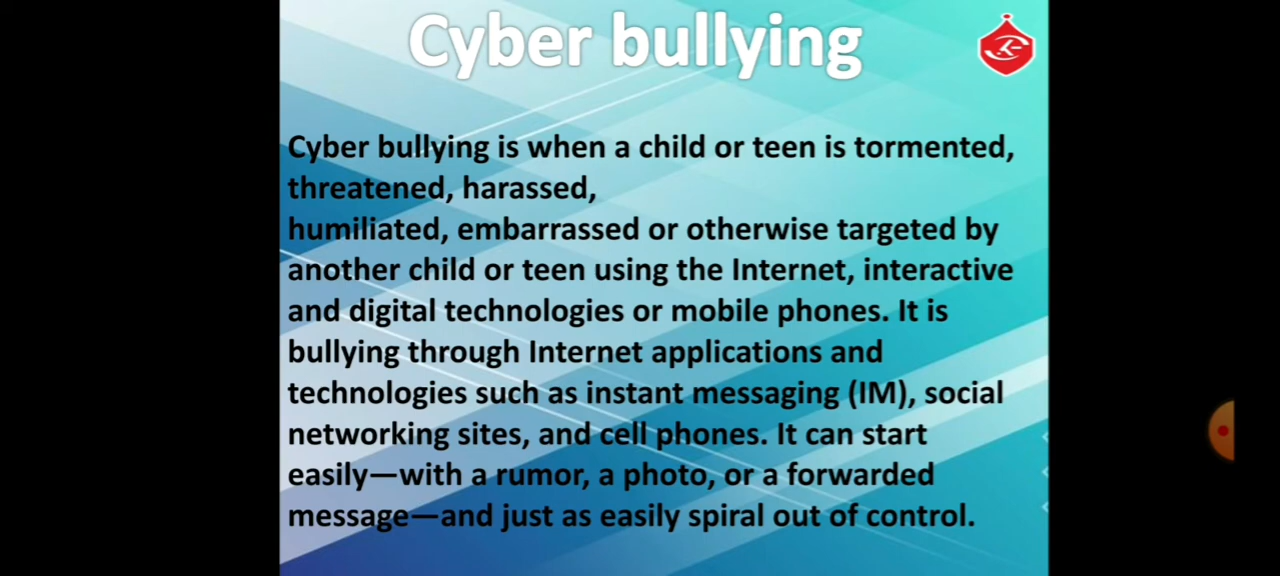 Cyber bullying
Cyber bullying is when a child or teen is tormented,
threatened, harassed,
humiliated, embarrassed or otherwise targeted by
another child or teen using the Internet, interactive
and digital technologies or mobile phones. It is
bullying through Internet applications and
technologies such as instant messaging (IM), social
networking sites, and cell phones. It can start
easily—with a rumor, a photo, or a forwarded
message—and just as easily spiral out of control.